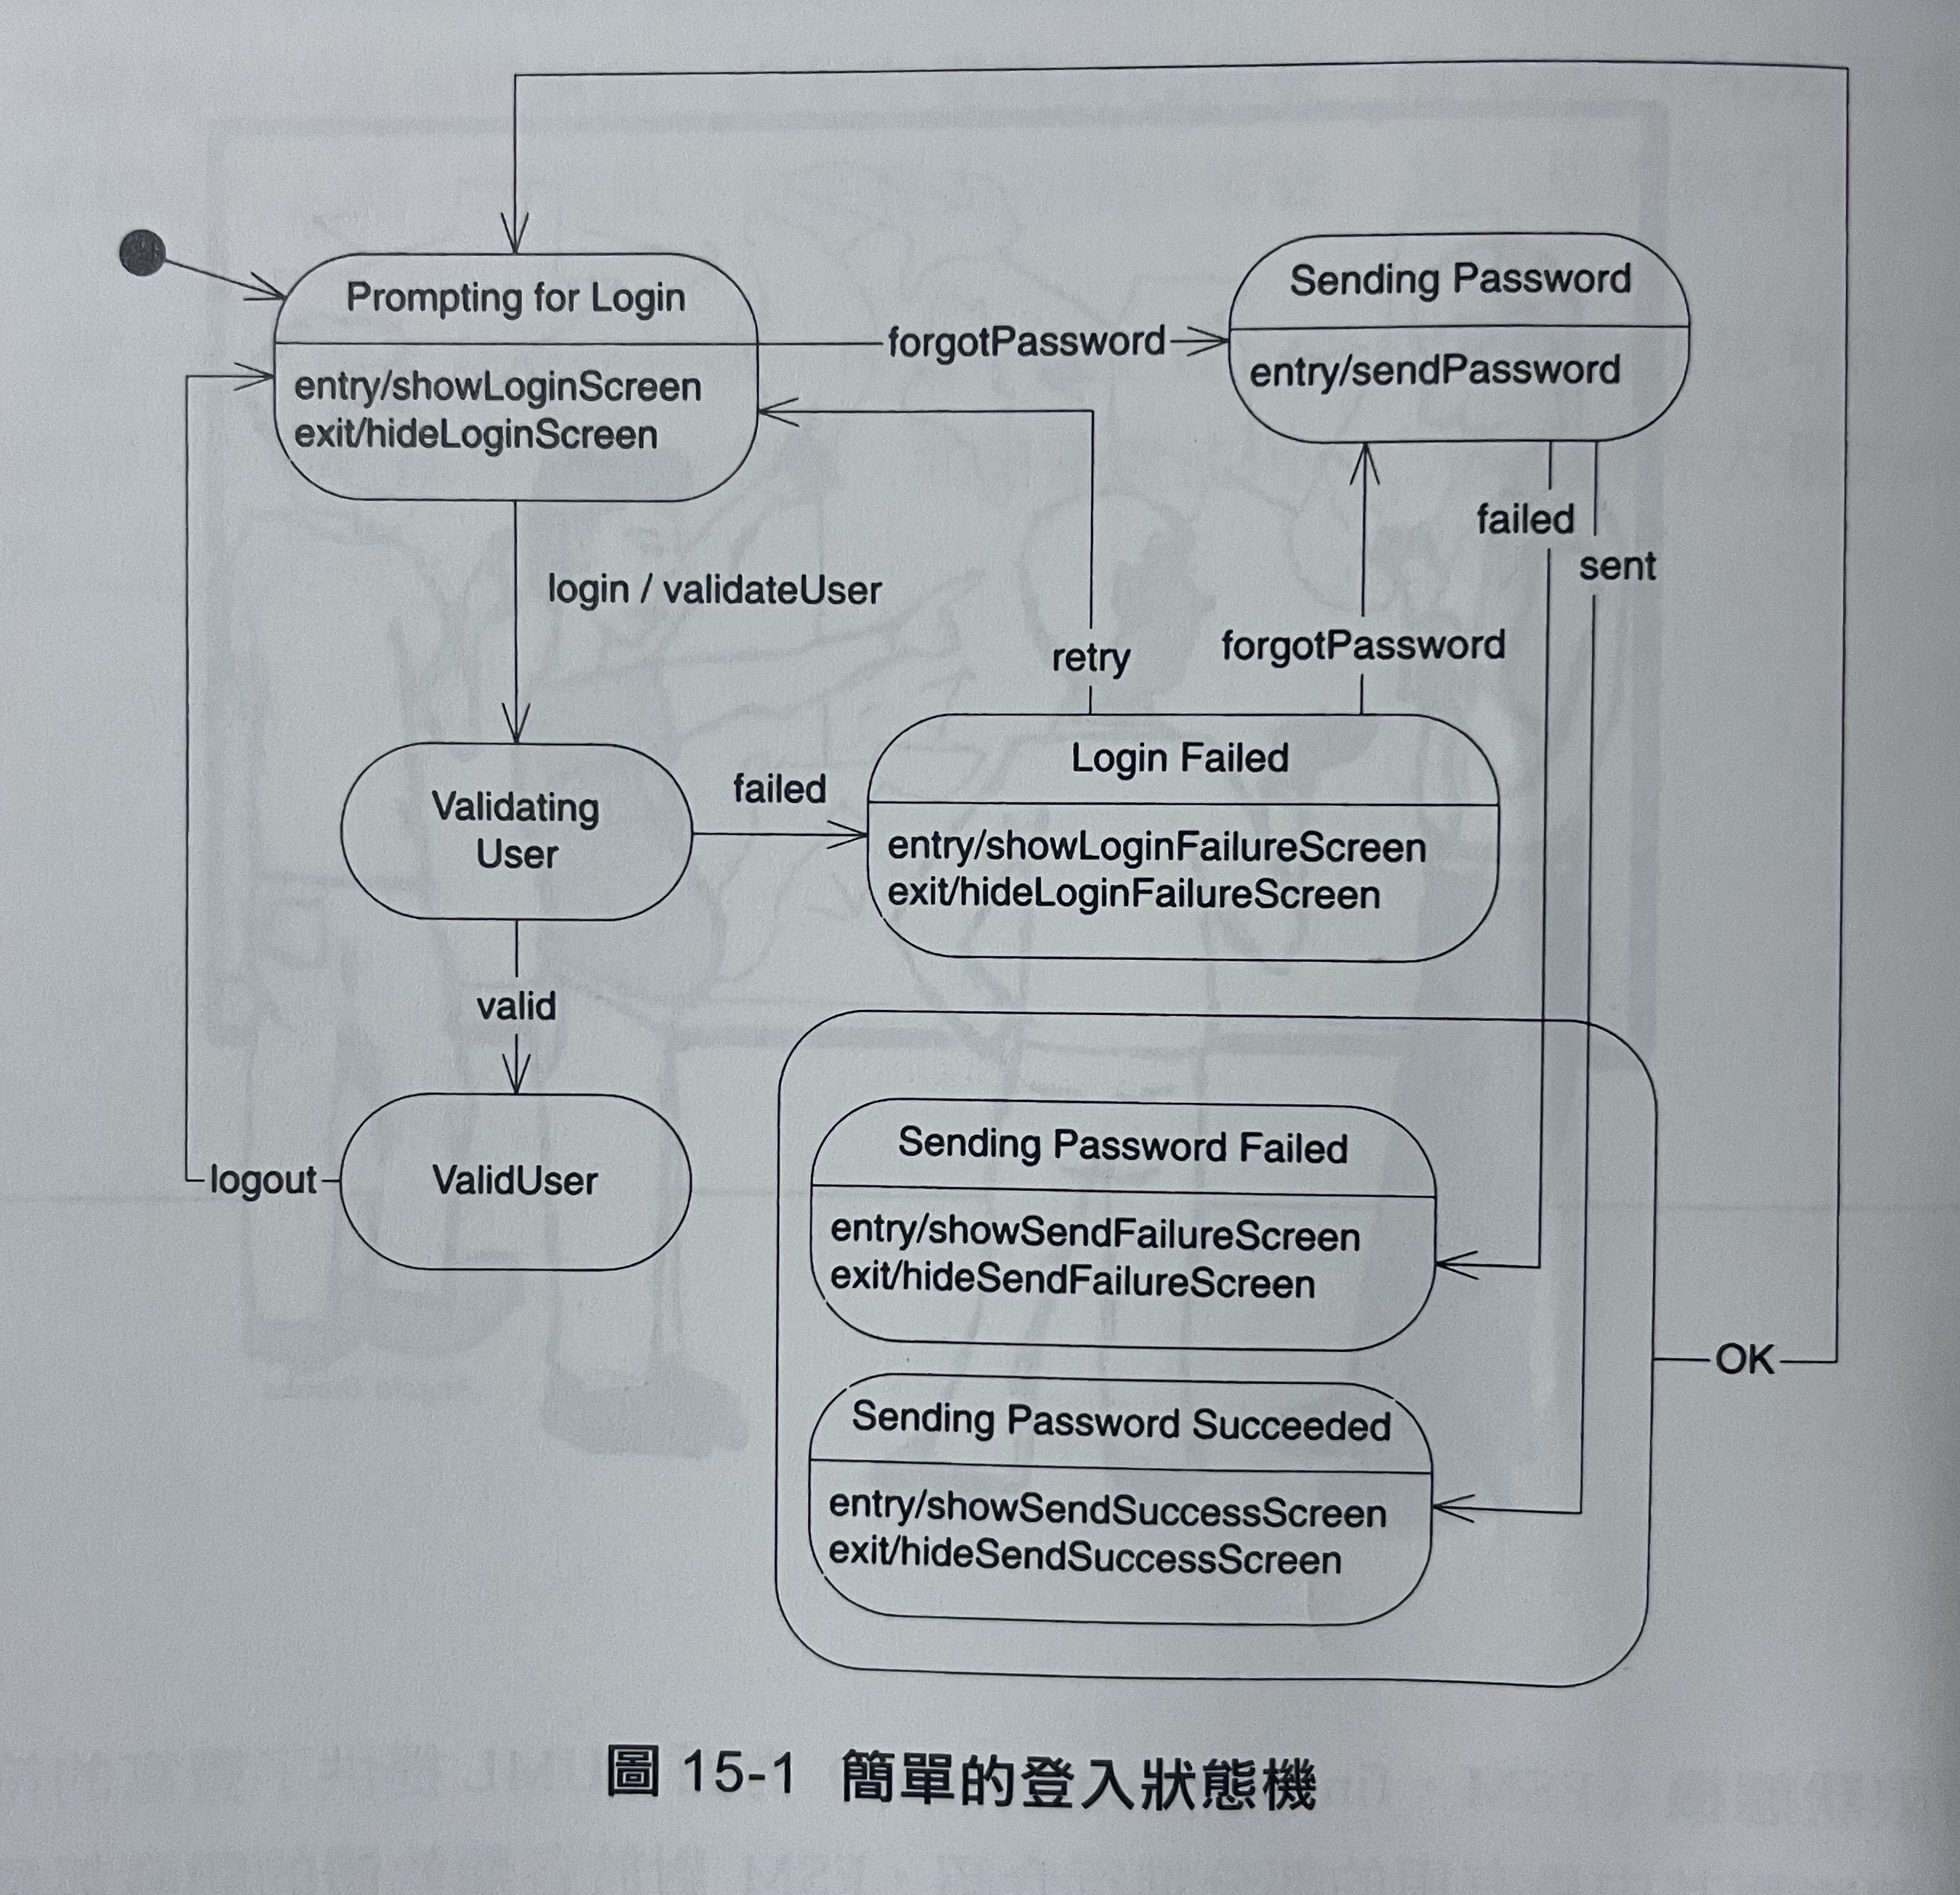 Prompting for Login
entry/showLoginScreen
exit/hideLoginScreen
forgotPassword
Sending Password
entry/sendPassword
failed
sent
login / validateUser
retry
forgotPassword
Validating
User
failed
Login Failed
entry/showLoginFailureScreen
exit/hideLoginFailureScreen
valid
logout
ValidUser
Sending Password Failed
entry/showSendFailureScreen
exit/hideSendFailureScreen
OK
Sending Password Succeeded
entry/showSendSuccessScreen
exit/hideSendSuccessScreen
圖 15-1 簡單的登入狀態機